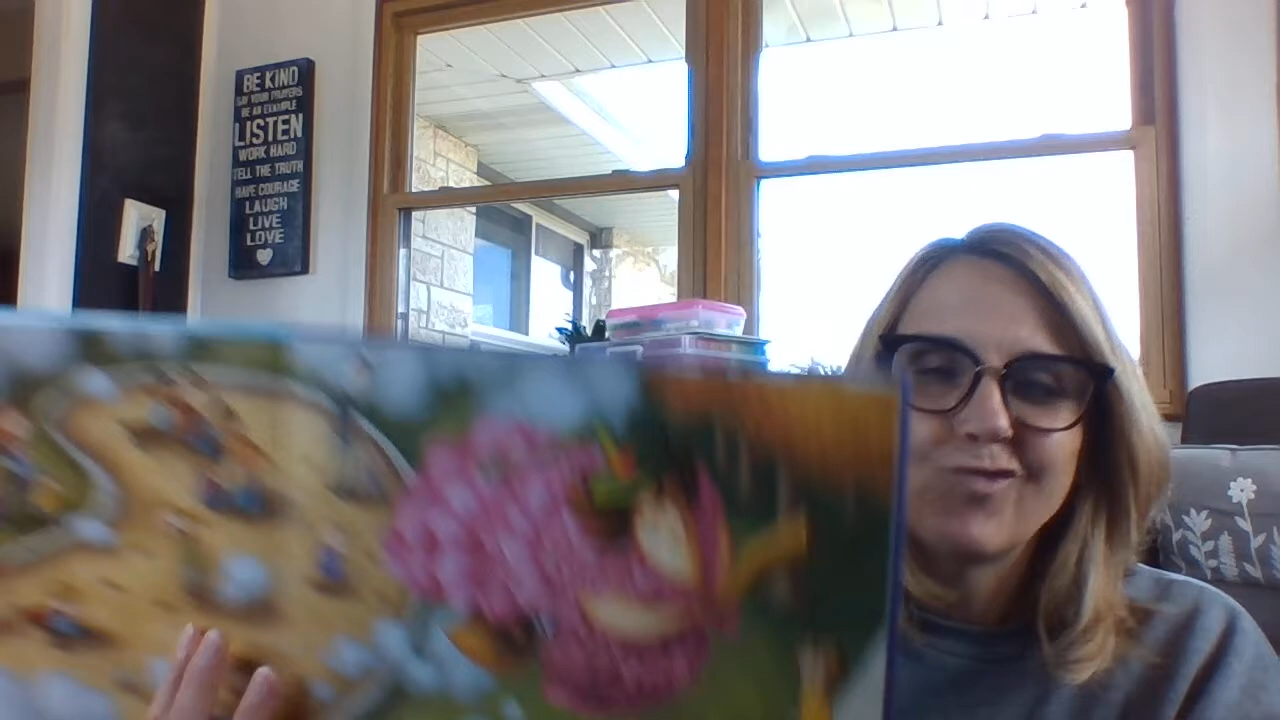 BE KIND
SAY YOUR PRAYERS
BE AN EXAMPLE
LISTEN
WORK HARD
TELL THE TRUTH
HAVE COURAGE
LAUGH
LIVE
LOVE